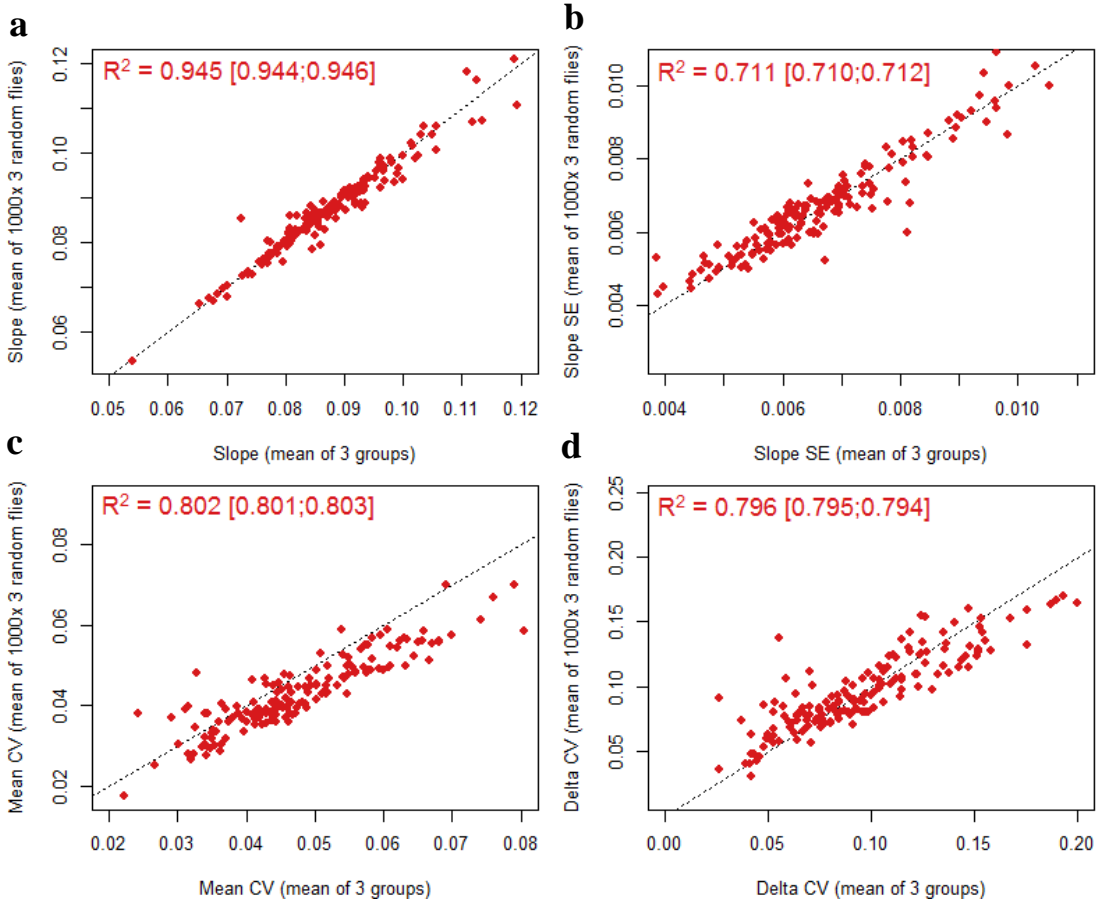 a
R² = 0.945 [0.944;0.946]
Slope (mean of 1000x 3 random flies)
0.06 0.08 0.10 0.12
0.05 0.06 0.07 0.08 0.09 0.10 0.11 0.12
Slope (mean of 3 groups)
b
R² = 0.711 [0.710;0.712]
Slope SE (mean of 1000x 3 random flies)
0.004 0.006 0.008 0.010
0.004 0.006 0.008 0.010
Slope SE (mean of 3 groups)
c
R² = 0.802 [0.801;0.803]
Mean CV (mean of 1000x 3 random flies)
0.02 0.04 0.06 0.08
0.02 0.03 0.04 0.05 0.06 0.07 0.08
Mean CV (mean of 3 groups)
d
R² = 0.796 [0.795;0.794]
Delta CV (mean of 1000x 3 random flies)
0.05 0.10 0.15 0.20 0.25
0.00 0.05 0.10 0.15 0.20
Delta CV (mean of 3 groups)